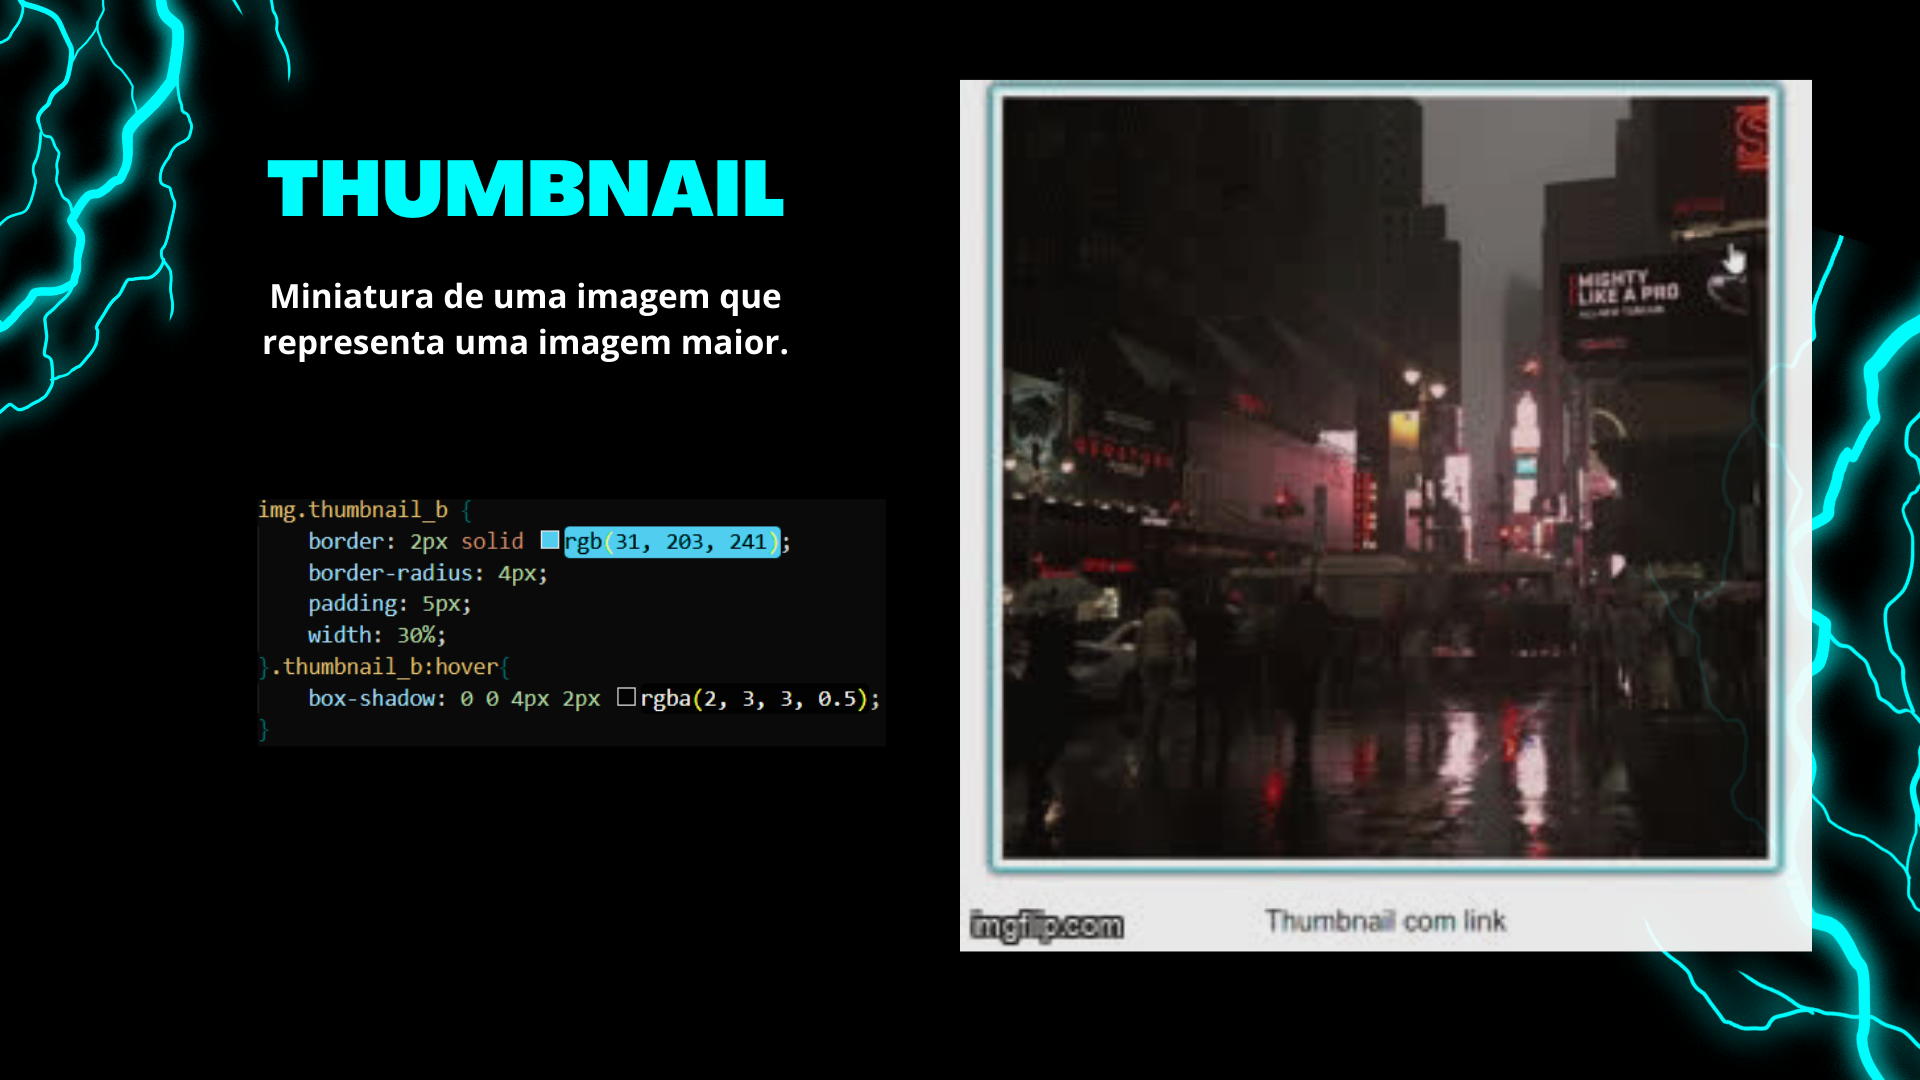 THUMBNAIL
Miniatura de uma imagem que
representa uma imagem maior.
img.thumbnail_b {
border: 2px solid rgb(31, 203, 241);
border-radius: 4px;
padding: 5px;
width: 30%;
}.thumbnail_b:hover{
box-shadow: 0 0 4px 2px rgba(2, 3, 3, 0.5);
}
MIGHTY
LIKE A PRO
Thumbnail com link
imgflip.com